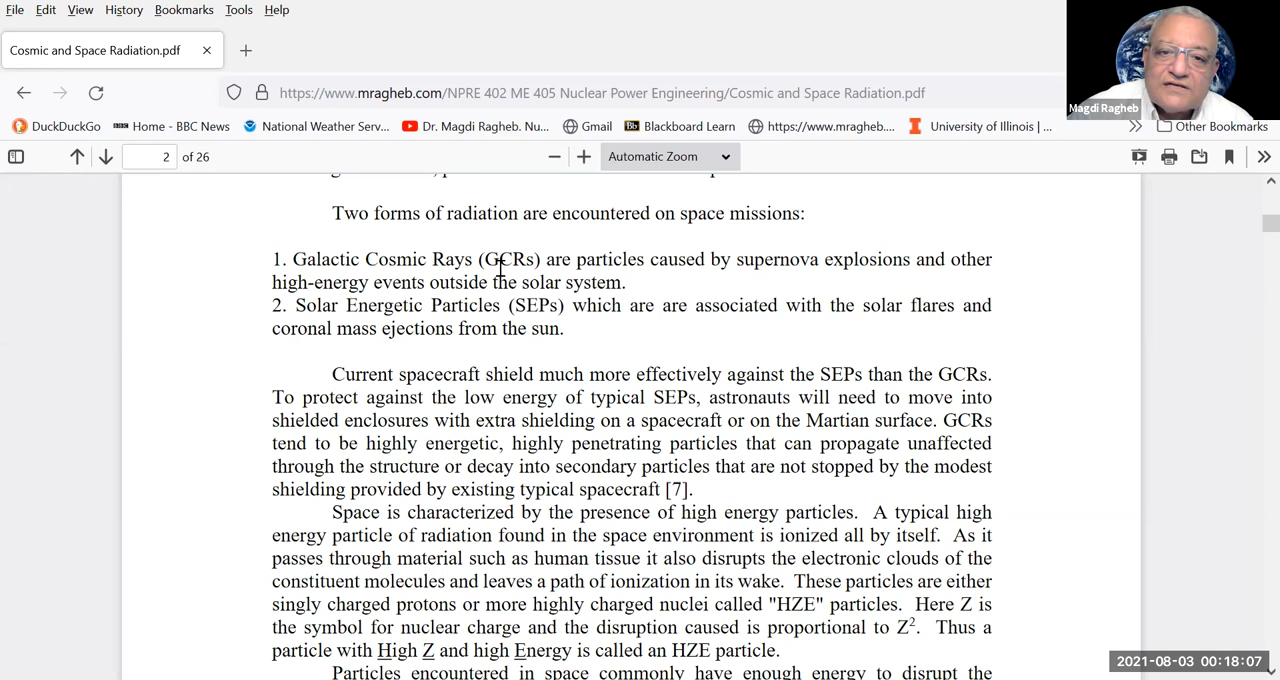 File Edit View History Bookmarks Tools Help
Cosmic and Space Radiation.pdf
https://www.mragheb.com/NPRE 402 ME 405 Nuclear Power Engineering/Cosmic and Space Radiation.pdf
Magdi Ragheb
DuckDuckGo BBC Home - BBC News National Weather Serv... Dr. Magdi Ragheb. Nu... Gmail Bb Blackboard Learn https://www.mragheb.... University of Illinois |... Other Bookmarks
2 of 26 Automatic Zoom
Two forms of radiation are encountered on space missions:
1. Galactic Cosmic Rays (GCRs) are particles caused by supernova explosions and other
high-energy events outside the solar system.
2. Solar Energetic Particles (SEPs) which are are associated with the solar flares and
coronal mass ejections from the sun.
Current spacecraft shield much more effectively against the SEPs than the GCRs.
To protect against the low energy of typical SEPs, astronauts will need to move into
shielded enclosures with extra shielding on a spacecraft or on the Martian surface. GCRs
tend to be highly energetic, highly penetrating particles that can propagate unaffected
through the structure or decay into secondary particles that are not stopped by the modest
shielding provided by existing typical spacecraft [7].
Space is characterized by the presence of high energy particles. A typical high
energy particle of radiation found in the space environment is ionized all by itself. As it
passes through material such as human tissue it also disrupts the electronic clouds of the
constituent molecules and leaves a path of ionization in its wake. These particles are either
singly charged protons or more highly charged nuclei called "HZE" particles. Here Z is
the symbol for nuclear charge and the disruption caused is proportional to Z². Thus a
particle with High Z and high Energy is called an HZE particle.
Particles encountered in space commonly have enough energy to disrupt the
2021-08-03 00:18:07